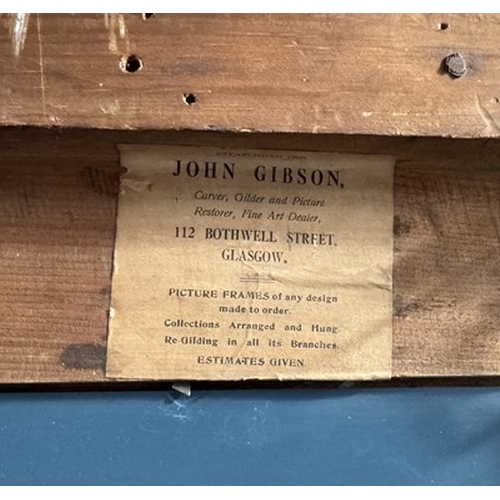 JOHN GIBSON,
Carver, Gilder and Picture
Restorer, Fine Art Dealer,
112 BOTHWELL STREET,
GLASGOW.
PICTURE FRAMES of any design
made to order.
Collections Arranged and Hung.
Re-Gilding in all its Branches.
ESTIMATES GIVEN